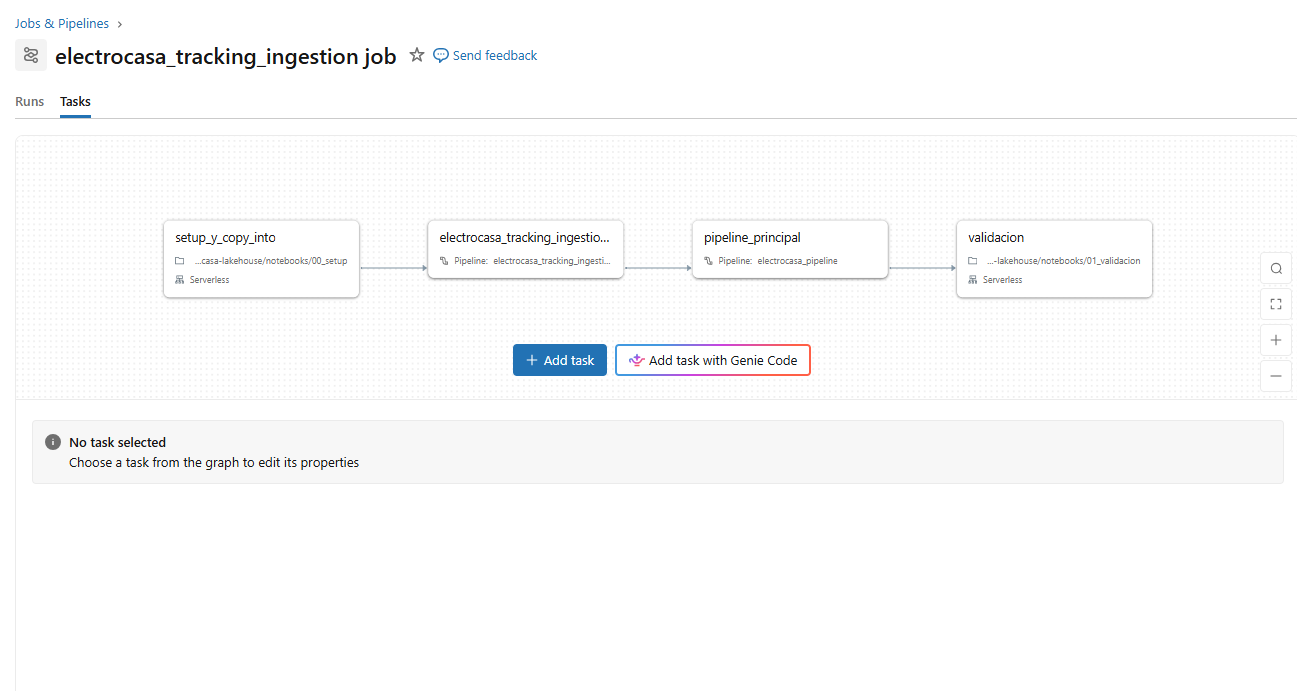 Jobs & Pipelines ›
electrocasa_tracking_ingestion job Send feedback
Runs Tasks
setup_y_copy_into
...casa-lakehouse/notebooks/00_setup
Serverless
electrocasa_tracking_ingestio...
Pipeline: electrocasa_tracking_ingesti...
pipeline_principal
Pipeline: electrocasa_pipeline
validacion
...-lakehouse/notebooks/01_validacion
Serverless
+ Add task Add task with Genie Code
No task selected
Choose a task from the graph to edit its properties